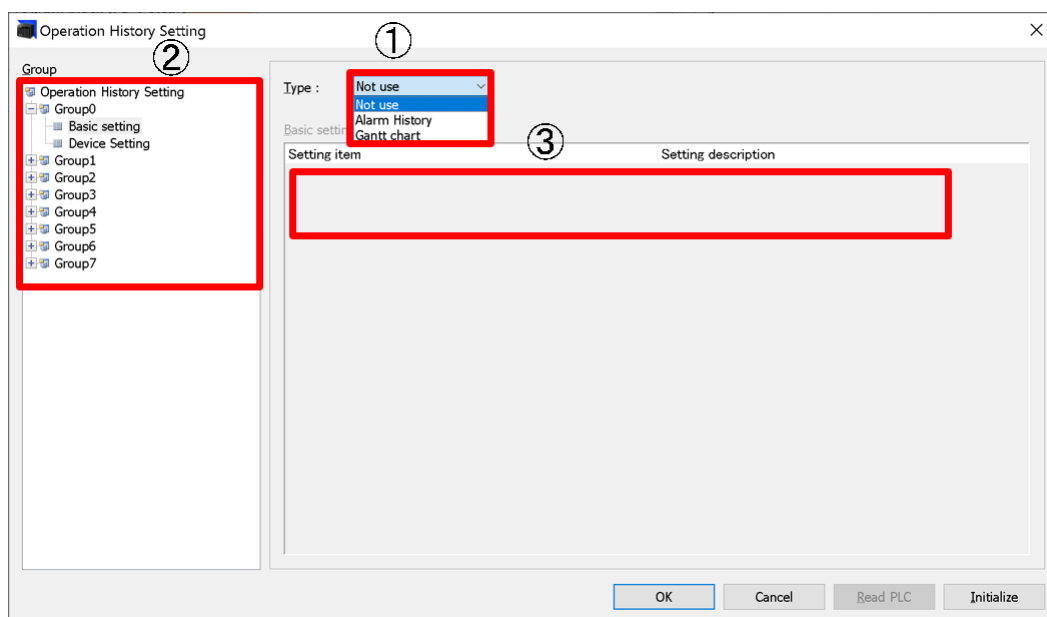 Operation History Setting
①
②
Group
Operation History Setting
Group0
Basic setting
Device Setting
Group1
Group2
Group3
Group4
Group5
Group6
Group7
Type :
Not use
Not use
Alarm History
Gantt chart
Basic settin
③
Setting item
Setting description
OK
Cancel
Read PLC
Initialize